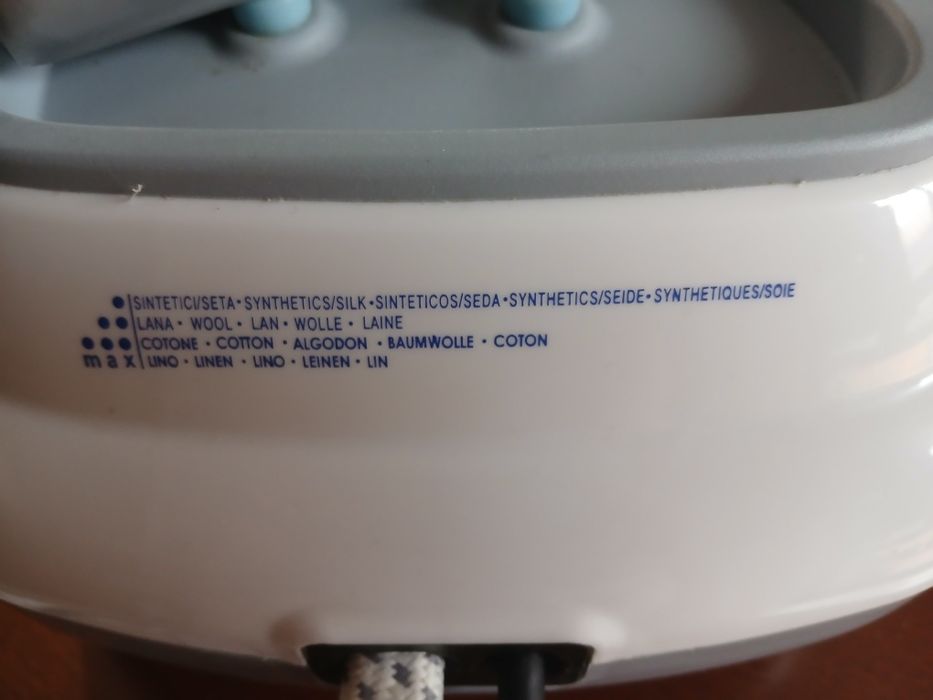 ● SINTETICI/SETA • SYNTHETICS/SILK • SINTETICOS/SEDA • SYNTHETICS/SEIDE • SYNTHETIQUES/SOIE
●● LANA • WOOL • LAN • WOLLE • LAINE
●●● COTONE • COTTON • ALGODON • BAUMWOLLE • COTON
max LINO • LINEN • LINO • LEINEN • LIN